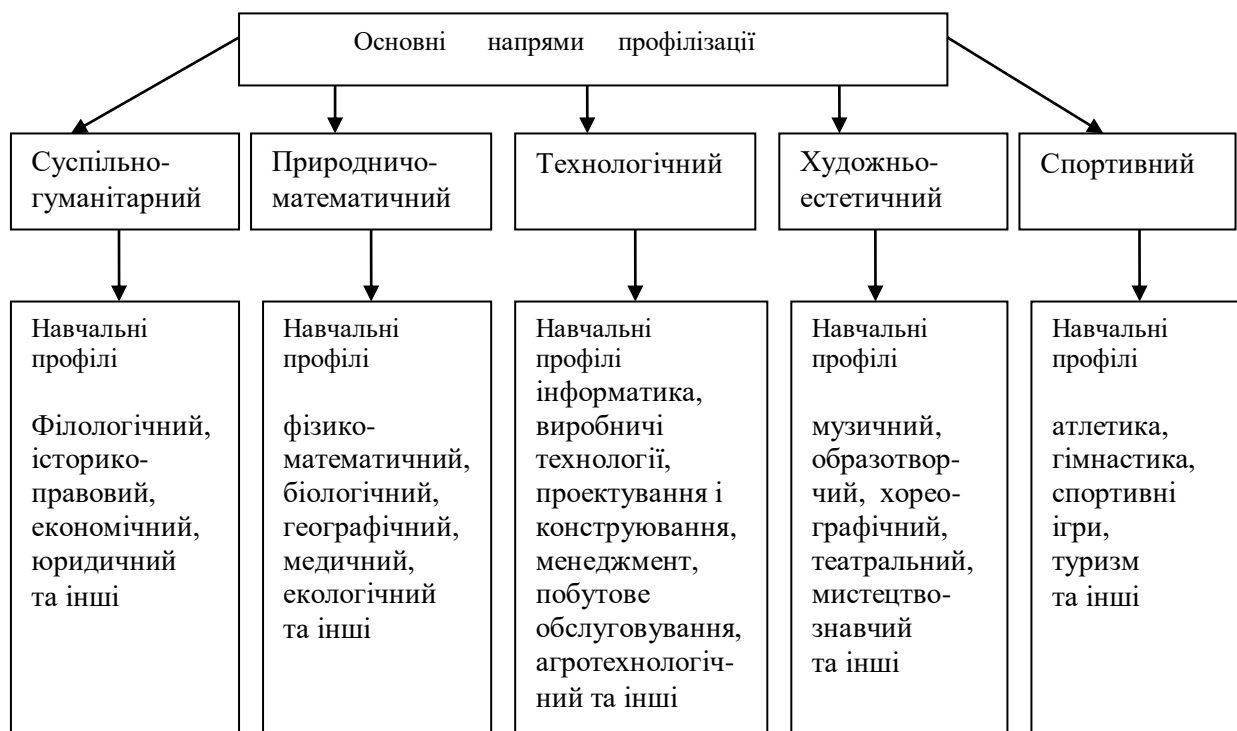 Основні напрями профілізації
Суспільно-
гуманітарний
Природничо-
математичний
Технологічний
Художньо-
естетичний
Спортивний
Навчальні
профілі
Філологічний,
історико-
правовий,
економічний,
юридичний
та інші
Навчальні
профілі
фізико-
математичний,
біологічний,
географічний,
медичний,
екологічний
та інші
Навчальні
профілі
інформатика,
виробничі
технології,
проектування і
конструювання,
менеджмент,
побутове
обслуговування,
агротехнологіч-
ний та інші
Навчальні
профілі
музичний,
образотвор-
чий, хорео-
графічний,
театральний,
мистецтво-
знавчий
та інші
Навчальні
профілі
атлетика,
гімнастика,
спортивні
ігри,
туризм
та інші